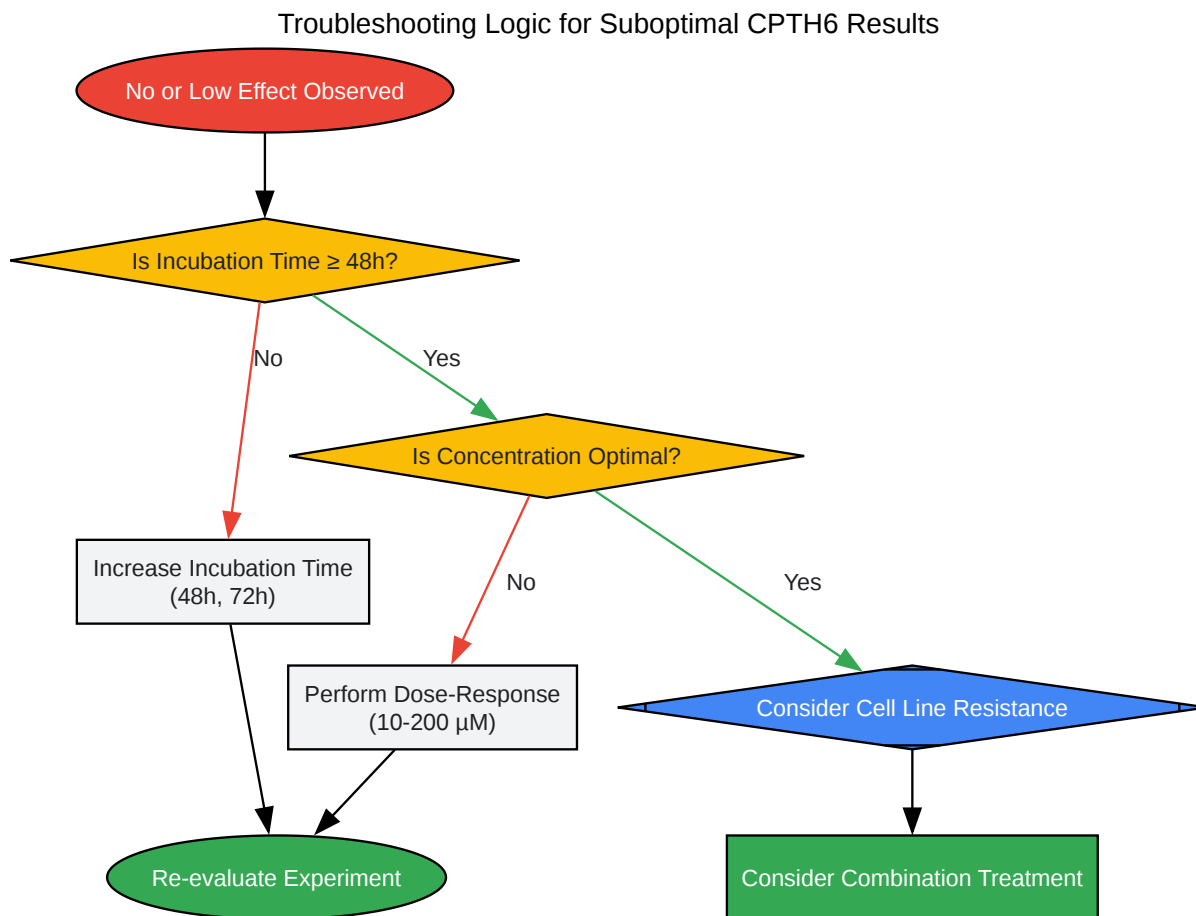 Troubleshooting Logic for Suboptimal CPTH6 Results
No or Low Effect Observed
Is Incubation Time ≥ 48h?
No
Yes
Is Concentration Optimal?
Increase Incubation Time
(48h, 72h)
No
Yes
Perform Dose-Response
(10-200 µM)
Consider Cell Line Resistance
Re-evaluate Experiment
Consider Combination Treatment